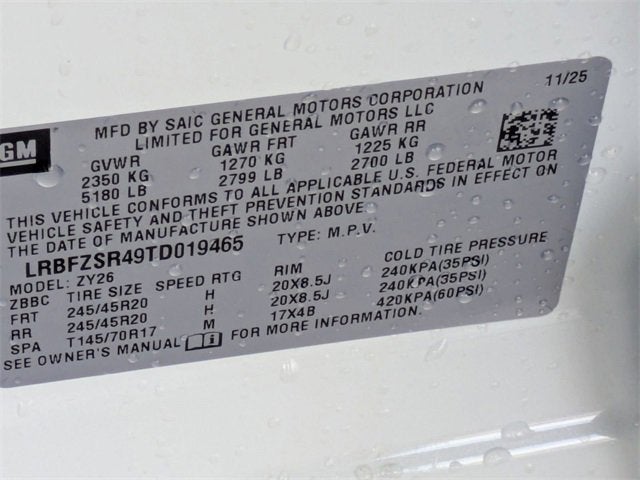 GM
11/25
MFD BY SAIC GENERAL MOTORS CORPORATION
LIMITED FOR GENERAL MOTORS LLC
GVWR GAWR FRT GAWR RR
2350 KG 1270 KG 1225 KG
5180 LB 2799 LB 2700 LB
THIS VEHICLE CONFORMS TO ALL APPLICABLE U.S. FEDERAL MOTOR
VEHICLE SAFETY AND THEFT PREVENTION STANDARDS IN EFFECT ON
THE DATE OF MANUFACTURE SHOWN ABOVE.
LRBFZSR49TD019465 TYPE: M.P.V.
MODEL: ZY26
ZBBC TIRE SIZE SPEED RTG RIM COLD TIRE PRESSURE
FRT 245/45R20 H 20X8.5J 240KPA(35PSI)
RR 245/45R20 H 20X8.5J 240KPA(35PSI)
SPA T145/70R17 M 17X4B 420KPA(60PSI)
SEE OWNER'S MANUAL FOR MORE INFORMATION.